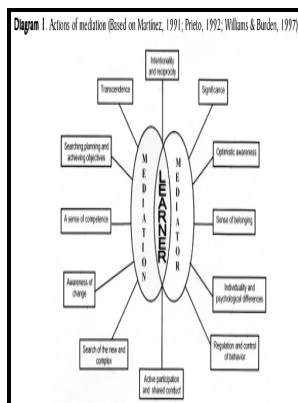 Diagram 1. Actions of mediation (Based on Martínez, 1991; Prieto, 1992; Williams & Burden, 1997)
Intentionality
and reciprocity
Transcendence
Significance
Searching planning and
achieving objectives
Optimistic awareness
MEDIATION
LEARNER
MEDIATOR
A sense of competence
Sense of belonging
Awareness of
change
Individuality and
psychological differences
Search of the new and
complex
Regulation and control
of behavior
Active participation
and shared conduct